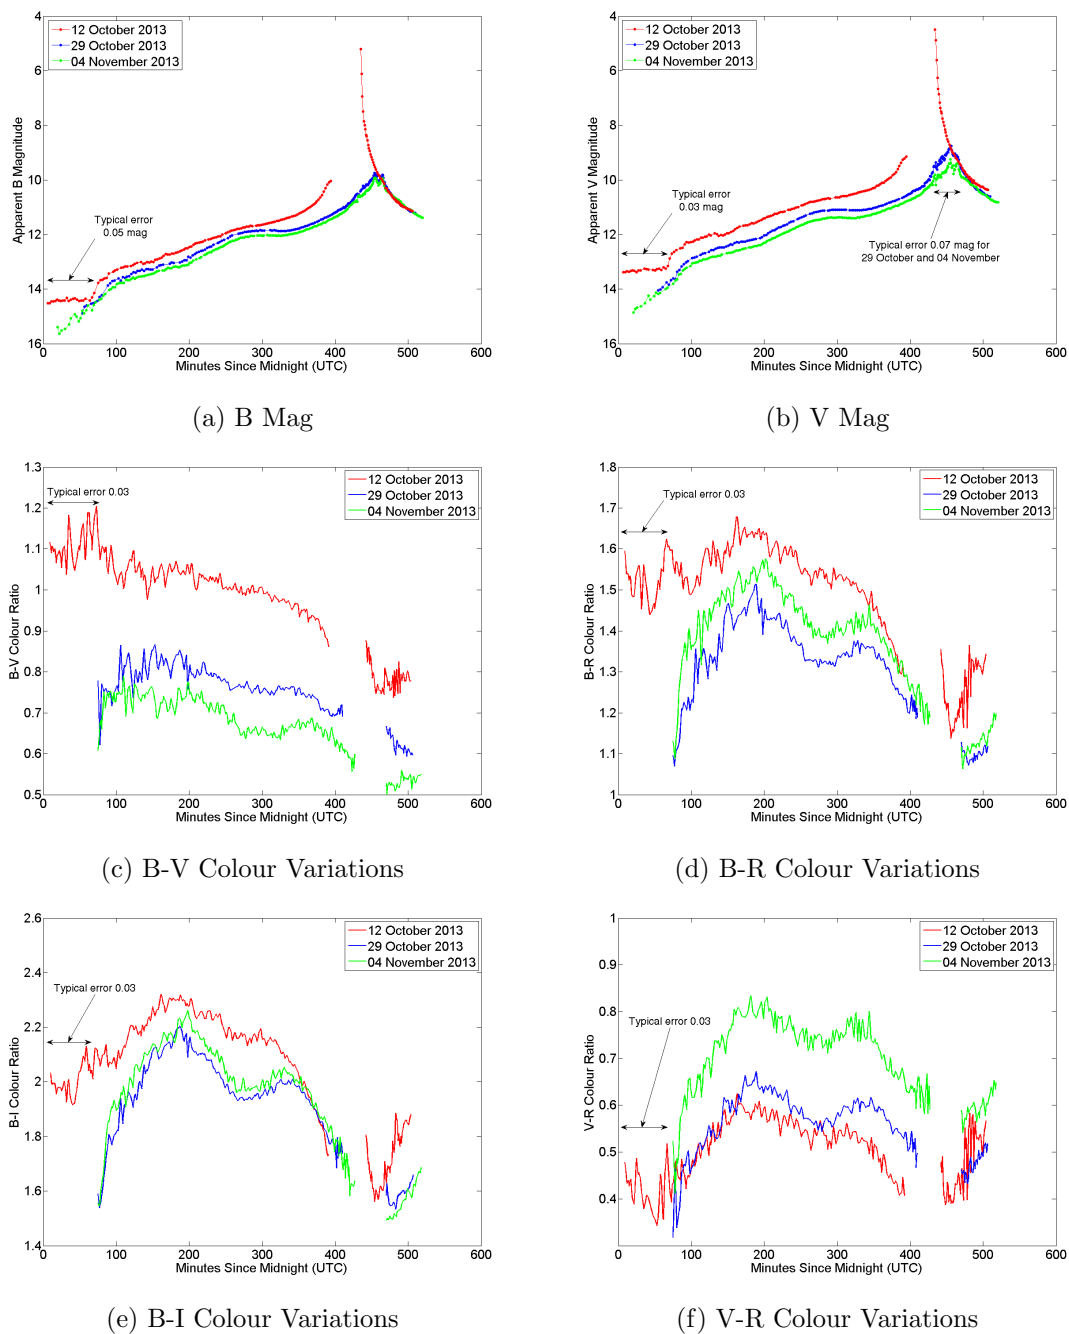 4
6
8
10
12
14
16
0
100
200
300
400
500
600
Apparent B Magnitude
Minutes Since Midnight (UTC)
12 October 2013
29 October 2013
04 November 2013
Typical error
0.05 mag
(a) B Mag
4
6
8
10
12
14
16
0
100
200
300
400
500
600
Apparent V Magnitude
Minutes Since Midnight (UTC)
12 October 2013
29 October 2013
04 November 2013
Typical error
0.03 mag
Typical error 0.07 mag for
29 October and 04 November
(b) V Mag
1.3
1.2
1.1
1
0.9
0.8
0.7
0.6
0.5
0
100
200
300
400
500
600
B-V Colour Ratio
Minutes Since Midnight (UTC)
12 October 2013
29 October 2013
04 November 2013
Typical error 0.03
(c) B-V Colour Variations
1.8
1.7
1.6
1.5
1.4
1.3
1.2
1.1
1
0
100
200
300
400
500
600
B-R Colour Ratio
Minutes Since Midnight (UTC)
12 October 2013
29 October 2013
04 November 2013
Typical error 0.03
(d) B-R Colour Variations
2.6
2.4
2.2
2
1.8
1.6
1.4
0
100
200
300
400
500
600
B-I Colour Ratio
Minutes Since Midnight (UTC)
12 October 2013
29 October 2013
04 November 2013
Typical error 0.03
(e) B-I Colour Variations
1
0.9
0.8
0.7
0.6
0.5
0.4
0
100
200
300
400
500
600
V-R Colour Ratio
Minutes Since Midnight (UTC)
12 October 2013
29 October 2013
04 November 2013
Typical error 0.03
(f) V-R Colour Variations